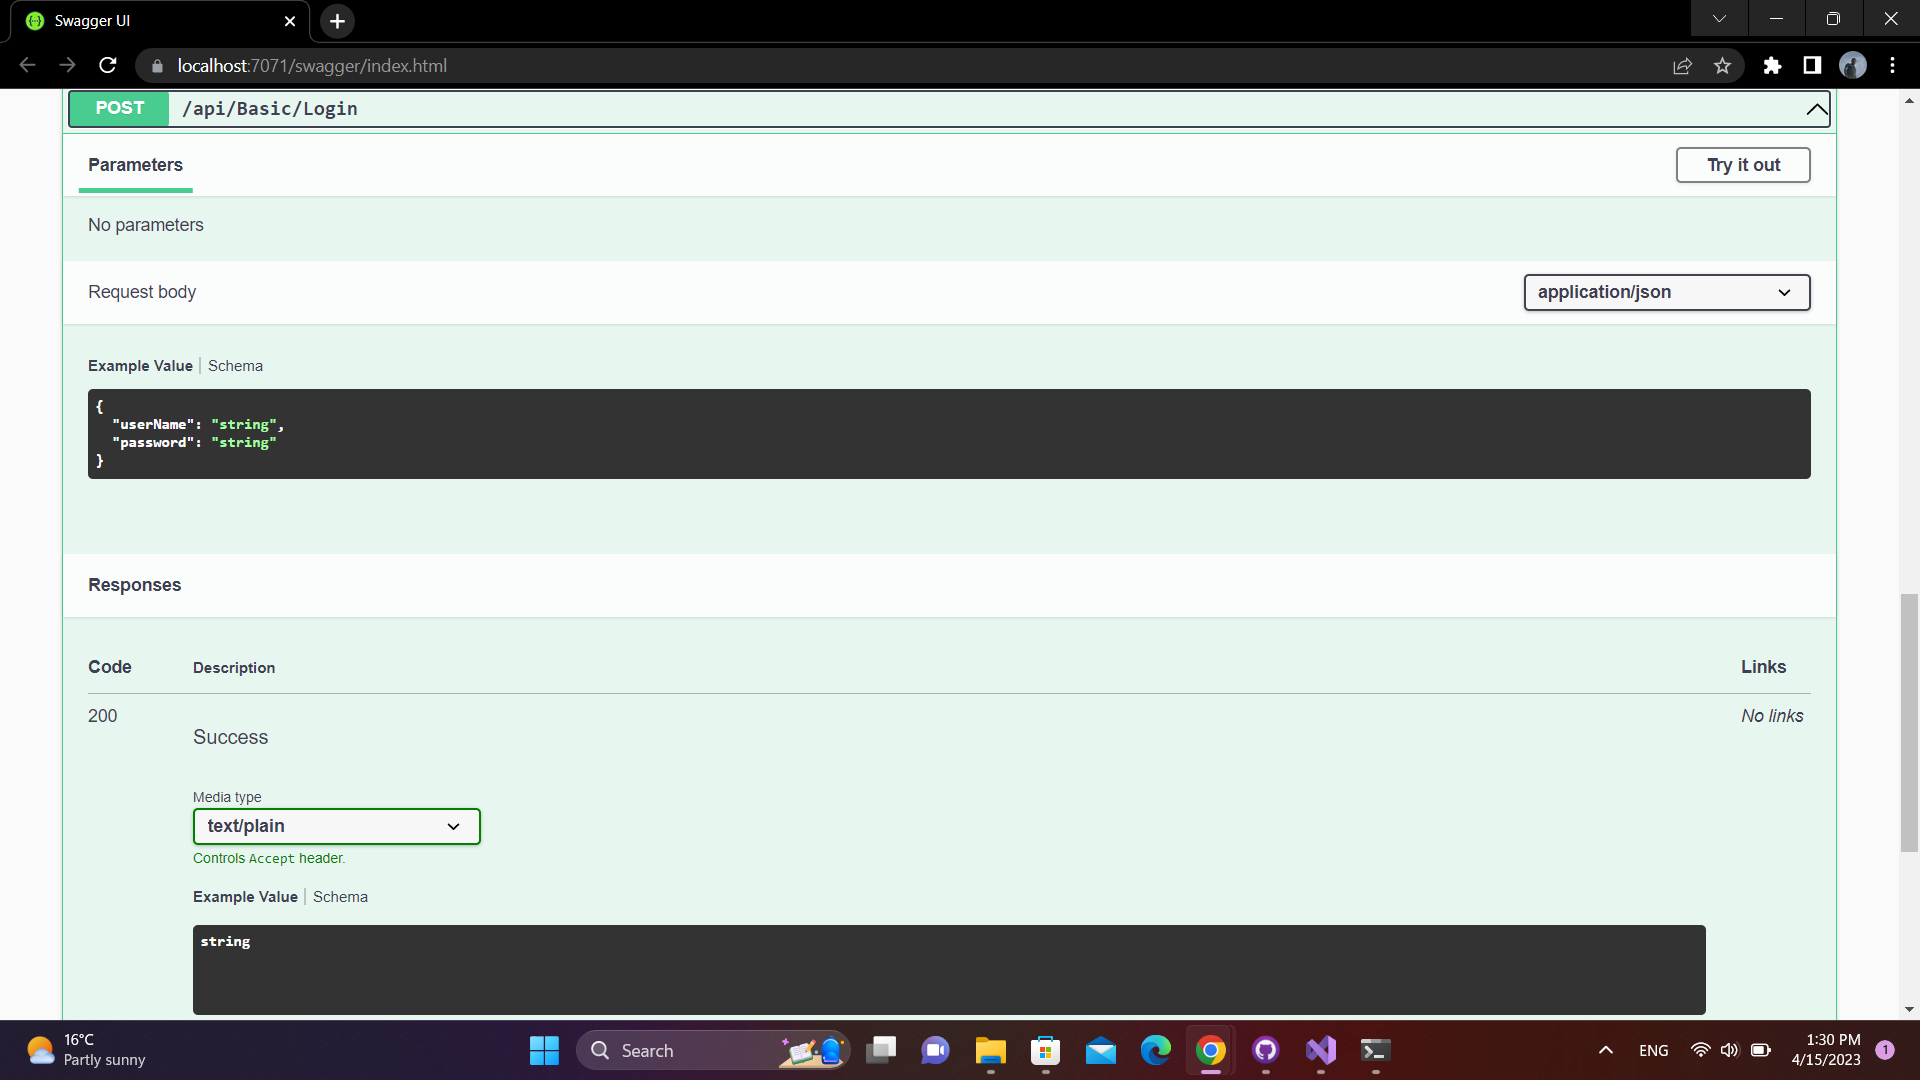 Swagger UI
localhost:7071/swagger/index.html
POST /api/Basic/Login
Parameters
Try it out
No parameters
Request body
application/json
Example Value | Schema
{
"userName": "string",
"password": "string"
}
Responses
Code Description Links
200 No links
Success
Media type
text/plain
Controls Accept header.
Example Value | Schema
string
16°C
Partly sunny
Search
ENG
1:30 PM
4/15/2023
1